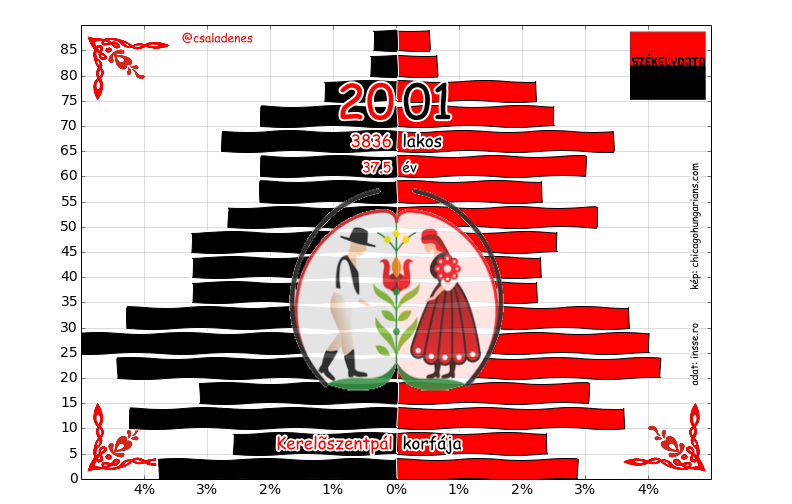 @csaladenes
SZÉKELYDATA
2001
3836 lakos
37.5 év
kép: chicagohungarians.com
adat: insse.ro
Kerelőszentpál korfája
85
80
75
70
65
60
55
50
45
40
35
30
25
20
15
10
5
0
4% 3% 2% 1% 0% 1% 2% 3% 4%